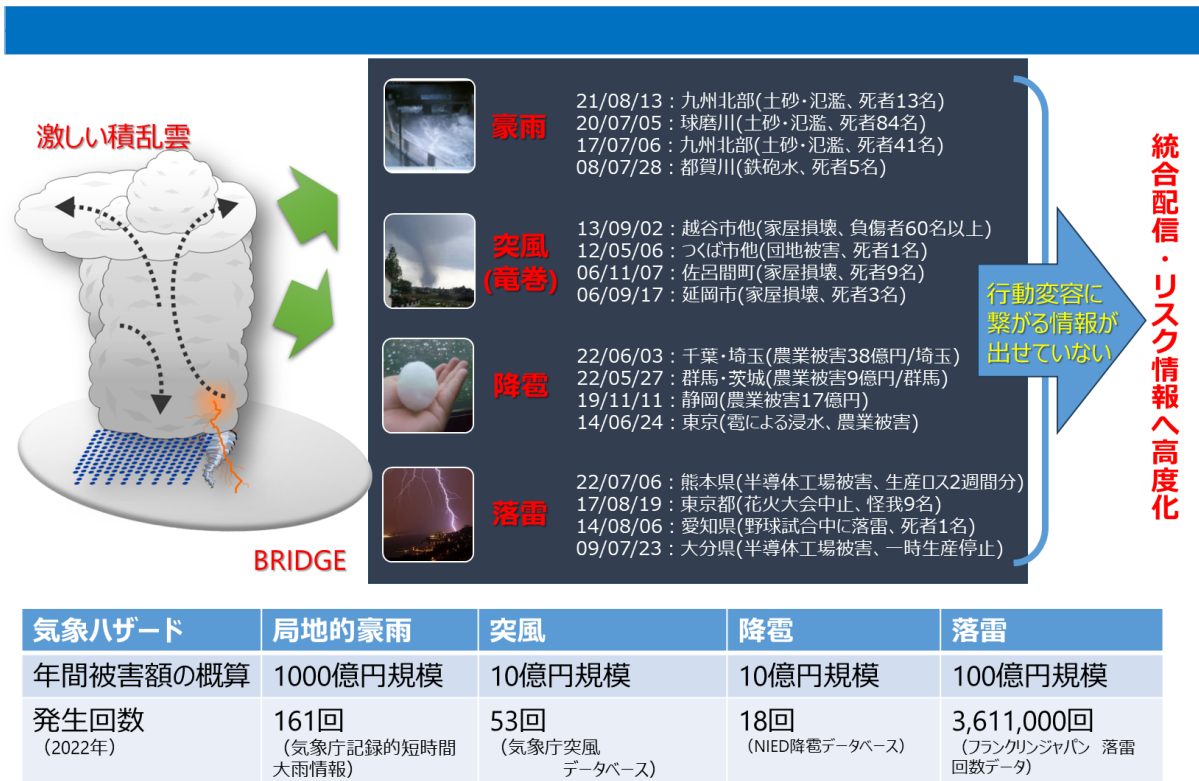 激しい積乱雲
BRIDGE
豪雨
21/08/13：九州北部(土砂・氾濫、死者13名)
20/07/05：球磨川(土砂・氾濫、死者84名)
17/07/06：九州北部(土砂・氾濫、死者41名)
08/07/28：都賀川(鉄砲水、死者5名)
突風
(竜巻)
13/09/02：越谷市他(家屋損壊、負傷者60名以上)
12/05/06：つくば市他(団地被害、死者1名)
06/11/07：佐呂間町(家屋損壊、死者9名)
06/09/17：延岡市(家屋損壊、死者3名)
降雹
22/06/03：千葉・埼玉(農業被害38億円/埼玉)
22/05/27：群馬・茨城(農業被害9億円/群馬)
19/11/11：静岡(農業被害17億円)
14/06/24：東京(雹による浸水、農業被害)
落雷
22/07/06：熊本県(半導体工場被害、生産ロス2週間分)
17/08/19：東京都(花火大会中止、怪我9名)
14/08/06：愛知県(野球試合中に落雷、死者1名)
09/07/23：大分県(半導体工場被害、一時生産停止)
行動変容に
繋がる情報が
出せていない
統合配信・リスク情報へ高度化
気象ハザード 局地的豪雨 突風 降雹 落雷
年間被害額の概算 1000億円規模 10億円規模 10億円規模 100億円規模
発生回数 161回 53回 18回 3,611,000回
（2022年） （気象庁記録的短時間 （気象庁突風 （NIED降雹データベース） （フランクリンジャパン 落雷
大雨情報） データベース） 回数データ）